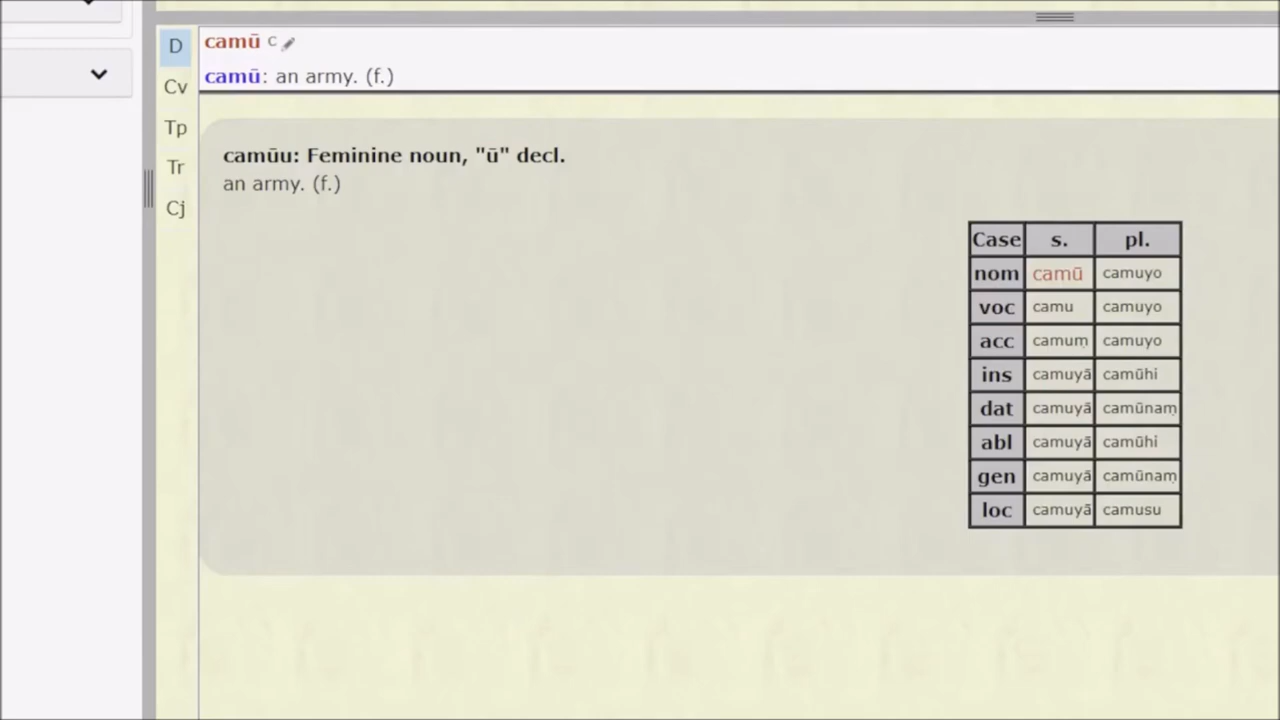 D
Cv
Tp
Tr
Cj
camū c
camū: an army. (f.)
camūu: Feminine noun, "ū" decl.
an army. (f.)
Case s. pl.
nom camū camuyo
voc camu camuyo
acc camuṃ camuyo
ins camuyā camūhi
dat camuyā camūnaṃ
abl camuyā camūhi
gen camuyā camūnaṃ
loc camuyā camusu